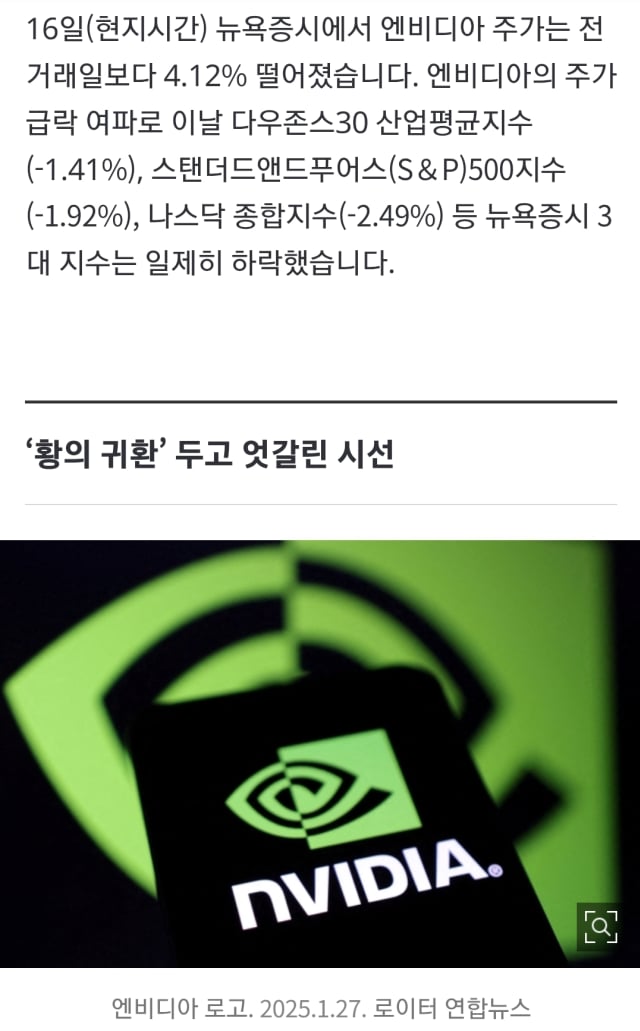 16일(현지시간) 뉴욕증시에서 엔비디아 주가는 전
거래일보다 4.12% 떨어졌습니다. 엔비디아의 주가
급락 여파로 이날 다우존스30 산업평균지수
(-1.41%), 스탠더드앤드푸어스(S&P)500지수
(-1.92%), 나스닥 종합지수(-2.49%) 등 뉴욕증시 3
대 지수는 일제히 하락했습니다.
‘황의 귀환’ 두고 엇갈린 시선
NVIDIA®
엔비디아 로고. 2025.1.27. 로이터 연합뉴스